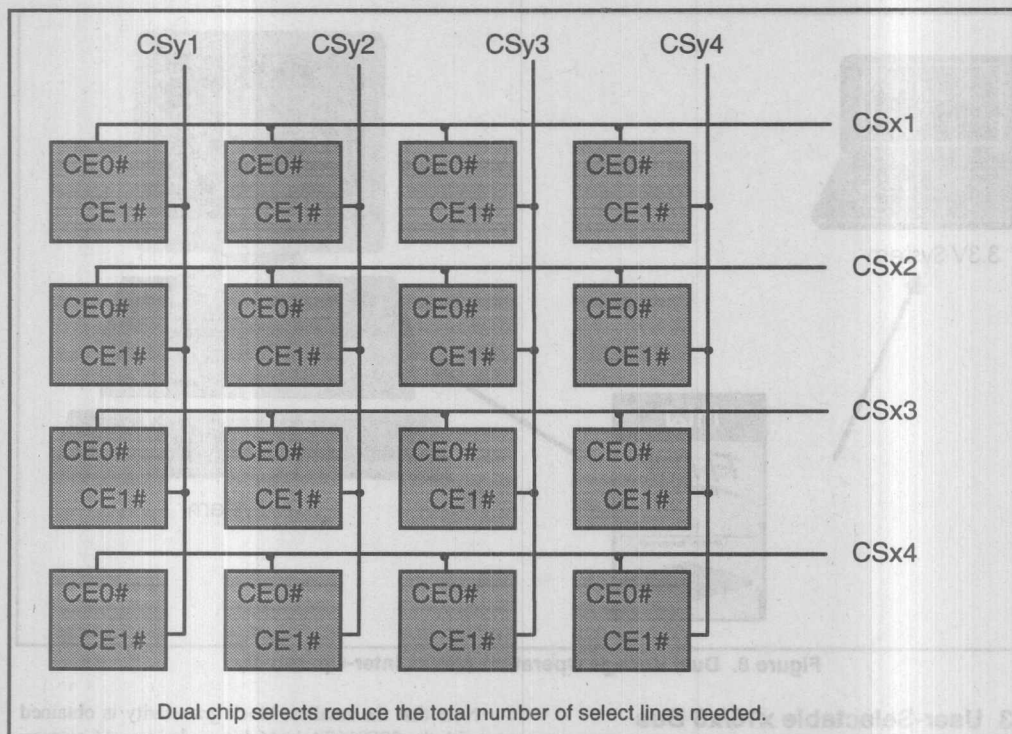 CSy1 CSy2 CSy3 CSy4
CSx1
CE0# CE0# CE0# CE0#
CE1# CE1# CE1# CE1#
CSx2
CE0# CE0# CE0# CE0#
CE1# CE1# CE1# CE1#
CSx3
CE0# CE0# CE0# CE0#
CE1# CE1# CE1# CE1#
CSx4
CE0# CE0# CE0# CE0#
CE1# CE1# CE1# CE1#
Dual chip selects reduce the total number of select lines needed.